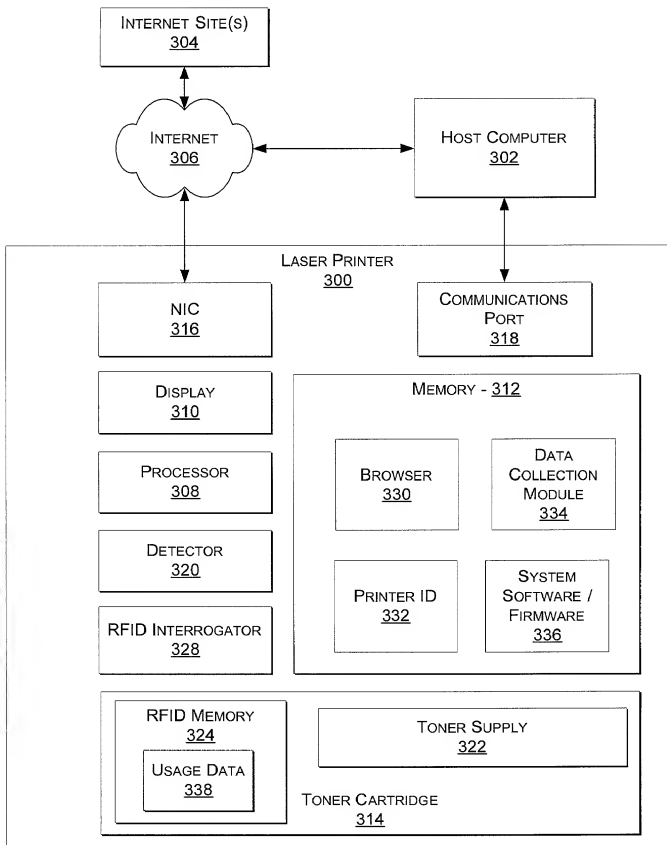 INTERNET SITE(S)
304
INTERNET
306
HOST COMPUTER
302
LASER PRINTER
300
NIC
316
COMMUNICATIONS
PORT
318
DISPLAY
310
MEMORY - 312
PROCESSOR
308
BROWSER
330
DATA
COLLECTION
MODULE
334
DETECTOR
320
PRINTER ID
332
SYSTEM
SOFTWARE /
FIRMWARE
336
RFID INTERROGATOR
328
RFID MEMORY
324
USAGE DATA
338
TONER SUPPLY
322
TONER CARTRIDGE
314